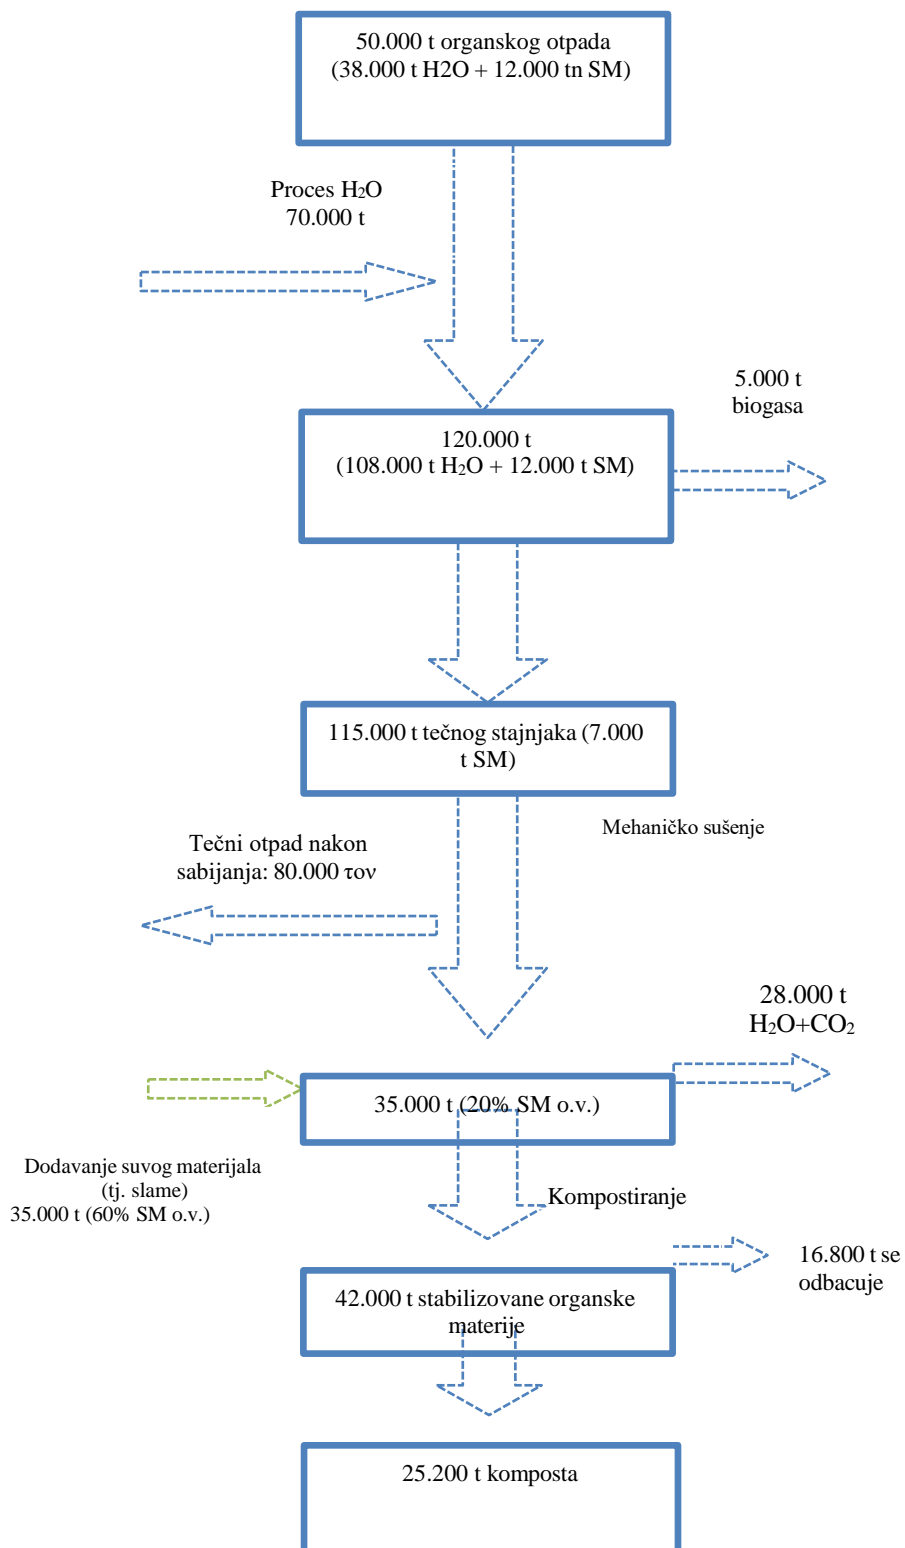 50.000 t organskog otpada
(38.000 t H2O + 12.000 tn SM)
Proces H₂O
70.000 t
5.000 t
biogasa
120.000 t
(108.000 t H₂O + 12.000 t SM)
115.000 t tečnog stajnjaka (7.000
t SM)
Mehaničko sušenje
Tečni otpad nakon
sabijanja: 80.000 τον
28.000 t
H₂O+CO₂
35.000 t (20% SM o.v.)
Dodavanje suvog materijala
(tj. slame)
35.000 t (60% SM o.v.)
Kompostiranje
16.800 t se
odbacuje
42.000 t stabilizovane organske
materije
25.200 t komposta